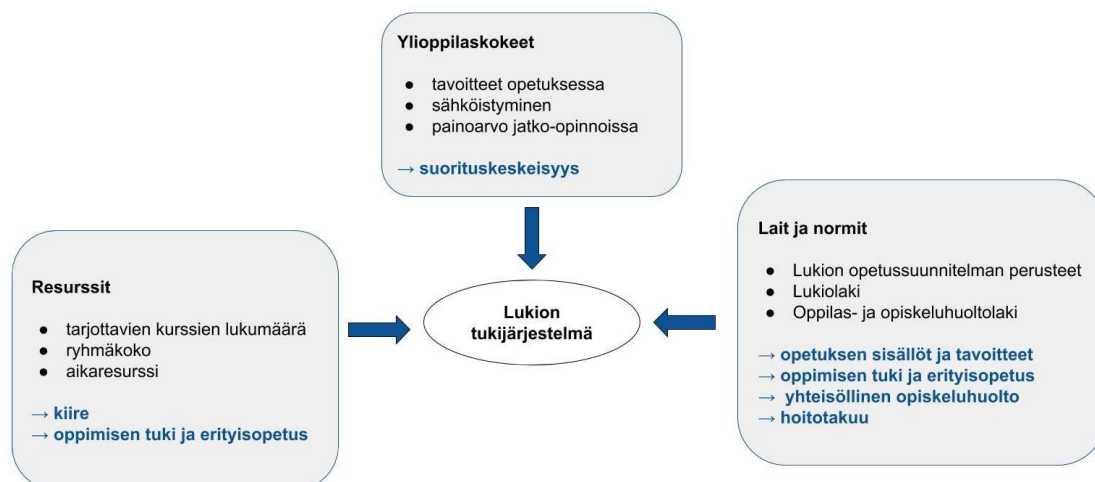 Ylioppilaskokeet
● tavoitteet opetuksessa
● sähköistyminen
● painoarvo jatko-opinnoissa
→ suorituskeskeisyys
Resurssit
● tarjottavien kurssien lukumäärä
● ryhmäkoko
● aikaresurssi
→ kiire
→ oppimisen tuki ja erityisopetus
Lukion
tukijärjestelmä
Lait ja normit
● Lukion opetussuunnitelman perusteet
● Lukiolaki
● Oppilas- ja opiskeluhuoltolaki
→ opetuksen sisällöt ja tavoitteet
→ oppimisen tuki ja erityisopetus
→ yhteisöllinen opiskeluhuolto
→ hoitotakuu